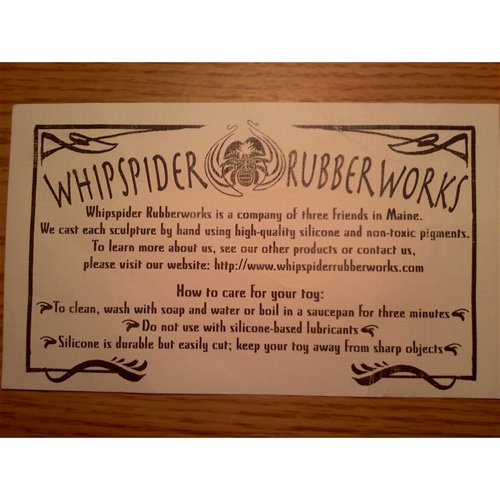 WHIPSPIDER RUBBERWORKS
Whipspider Rubberworks is a company of three friends in Maine.
We cast each sculpture by hand using high-quality silicone and non-toxic pigments.
To learn more about us, see our other products or contact us,
please visit our website: http://www.whipspiderrubberworks.com
How to care for your toy:
To clean, wash with soap and water or boil in a saucepan for three minutes
Do not use with silicone-based lubricants
Silicone is durable but easily cut; keep your toy away from sharp objects